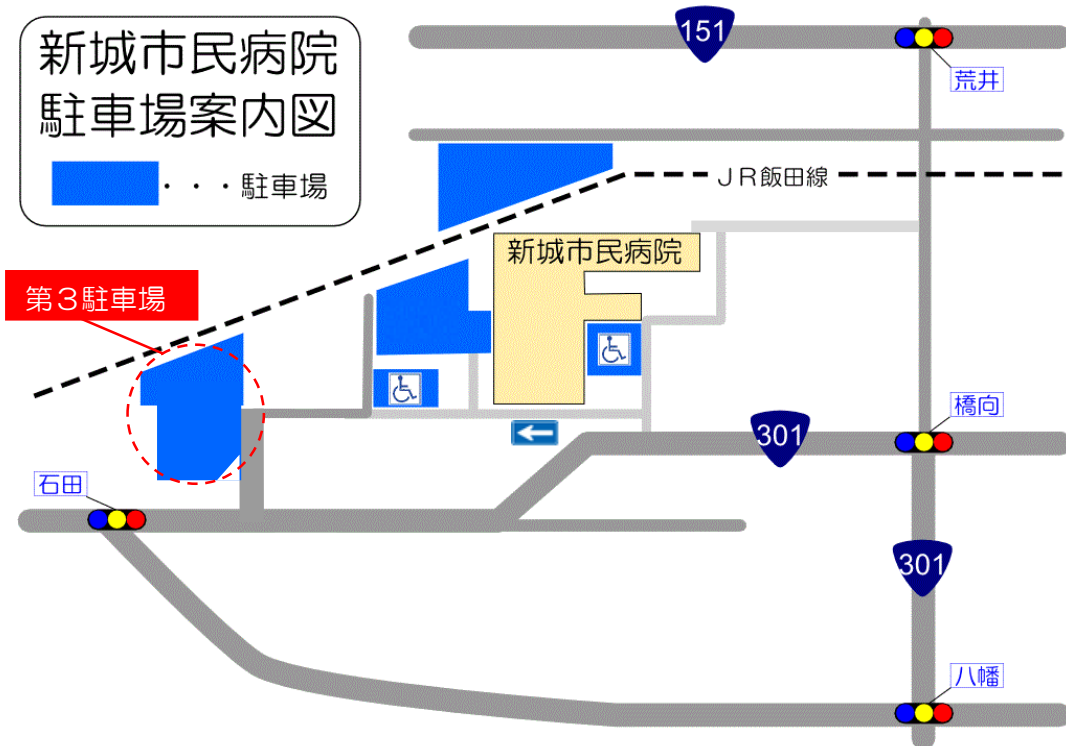 新城市民病院
駐車場案内図
・・・駐車場
151
荒井
ＪＲ飯田線
新城市民病院
第３駐車場
橋向
301
石田
301
八幡